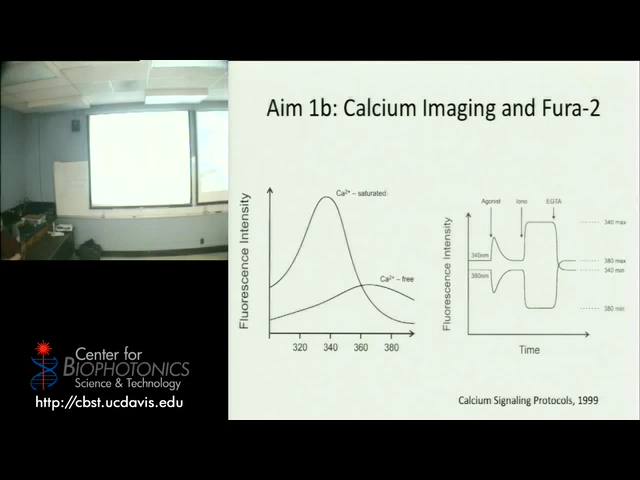 Aim 1b: Calcium Imaging and Fura-2
Fluorescence Intensity
Ca2+ – saturated
Ca2+ – free
320 340 360 380
Fluorescence Intensity
Agonist Iono EGTA
340nm
380nm
340 max
380 max
340 min
380 min
Time
Calcium Signaling Protocols, 1999
Center for
BIOPHOTONICS
Science & Technology
http://cbst.ucdavis.edu